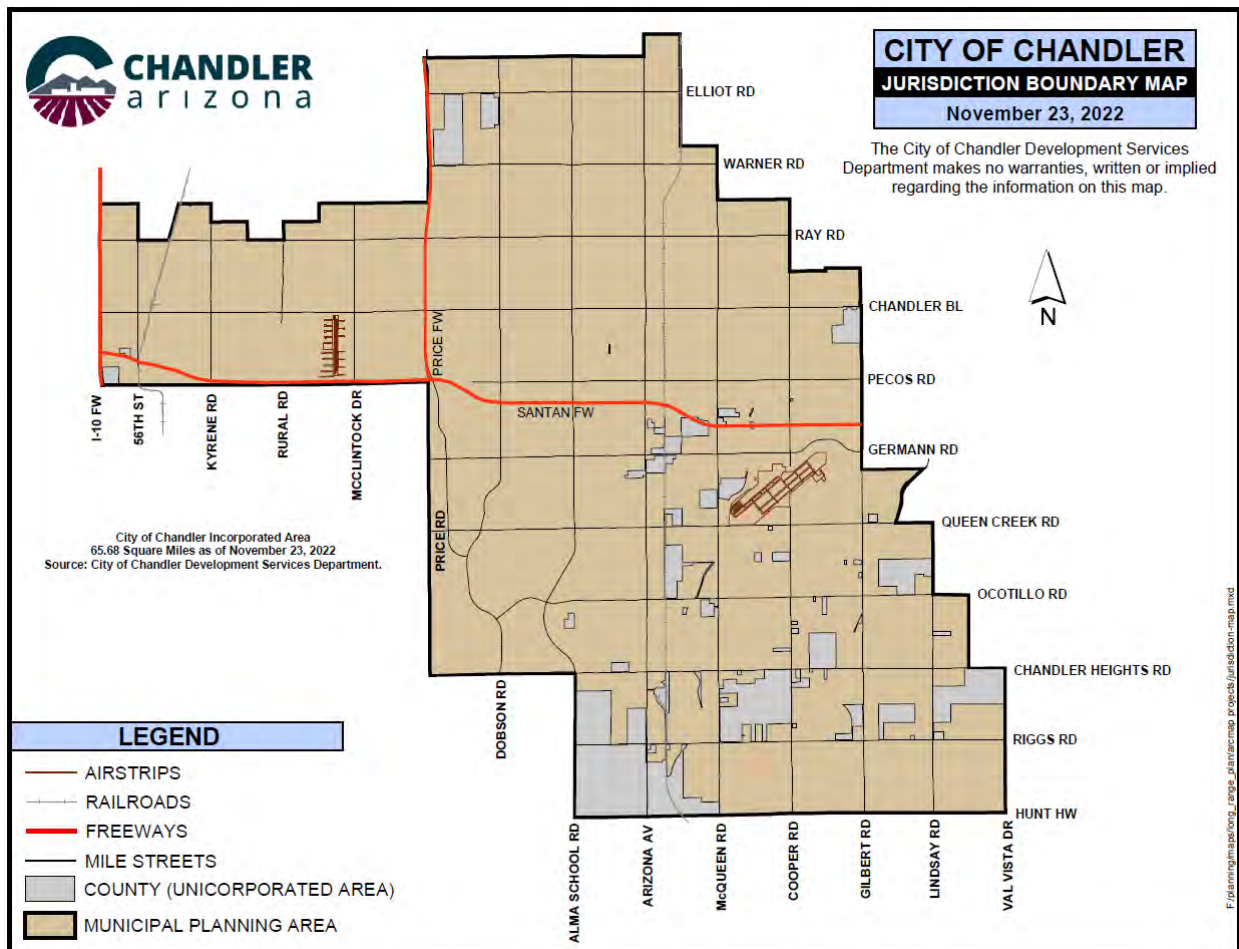 CHANDLER
arizona
CITY OF CHANDLER
JURISDICTION BOUNDARY MAP
November 23, 2022
The City of Chandler Development Services
Department makes no warranties, written or implied
regarding the information on this map.
ELLIOT RD
WARNER RD
RAY RD
CHANDLER BL
N
PECOS RD
GERMANN RD
QUEEN CREEK RD
OCOTILLO RD
CHANDLER HEIGHTS RD
RIGGS RD
HUNT HW
PRICE FW
SANTAN FW
I
I-10 FW
56TH ST
KYRENE RD
RURAL RD
MCCLINTOCK DR
PRICE RD
DOBSON RD
ALMA SCHOOL RD
ARIZONA AV
McQUEEN RD
COOPER RD
GILBERT RD
LINDSAY RD
VAL VISTA DR
City of Chandler Incorporated Area
65.68 Square Miles as of November 23, 2022
Source: City of Chandler Development Services Department.
LEGEND
AIRSTRIPS
RAILROADS
FREEWAYS
MILE STREETS
COUNTY (UNICORPORATED AREA)
MUNICIPAL PLANNING AREA
F:/planning/maps/long_range_plan/arcmap projects/jurisdiction-map.mxd